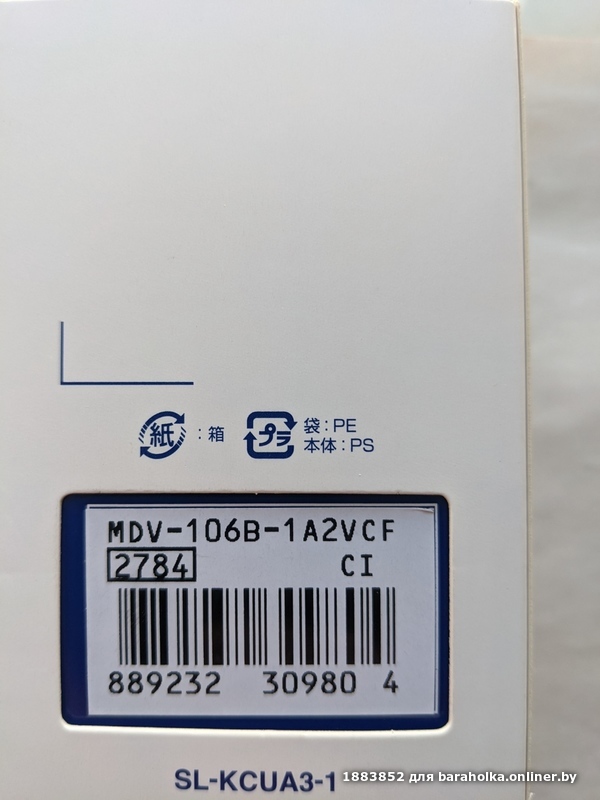 紙 : 箱
プラ 袋 : PE
本体 : PS
MDV-106B-1A2VCF
2784 CI
889232 30980 4
SL-KCUA3-1
1883852 для baraholka.onliner.by